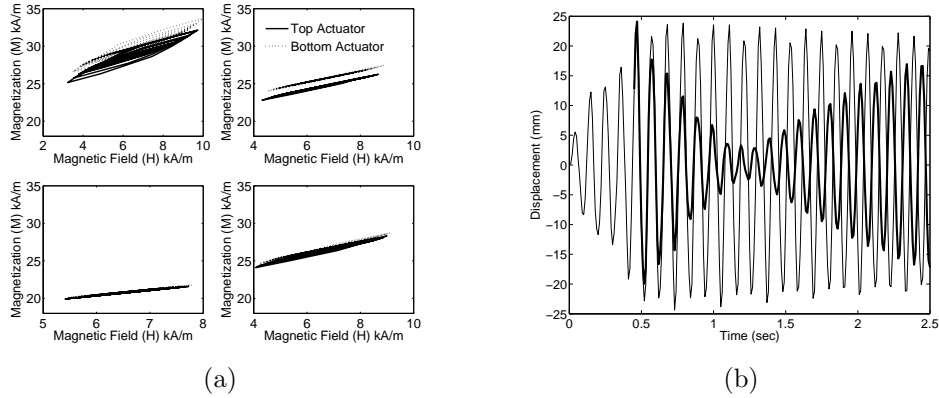 35
30
25
20
Magnetization (M) kA/m
2 4 6 8 10
Magnetic Field (H) kA/m
35
30
25
20
Magnetization (M) kA/m
Top Actuator
Bottom Actuator
4 6 8 10
Magnetic Field (H) kA/m
35
30
25
20
Magnetization (M) kA/m
5 6 7 8
Magnetic Field (H) kA/m
35
30
25
20
Magnetization (M) kA/m
4 6 8 10
Magnetic Field (H) kA/m
(a)
25
20
15
10
5
0
−5
−10
−15
−20
−25
Displacement (mm)
0 0.5 1 1.5 2 2.5
Time (sec)
(b)